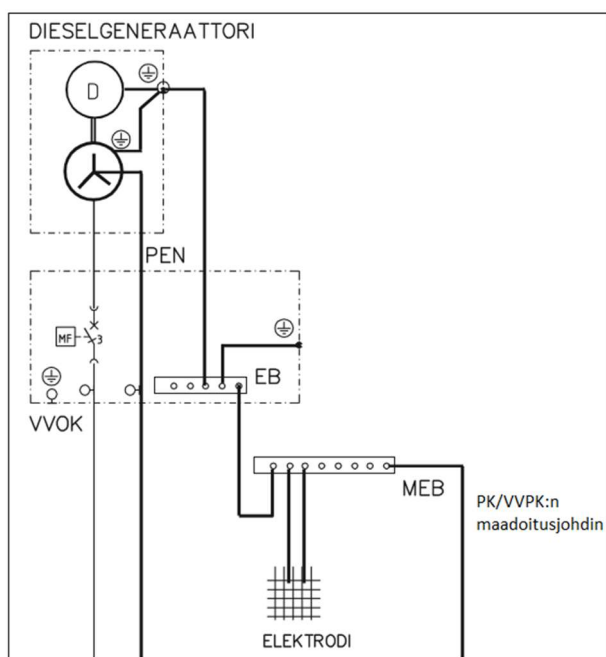 DIESELGENERAATTORI
D
PEN
MF
3
EB
VVOK
MEB
PK/VVPK:n
maadoitusjohdin
ELEKTRODI